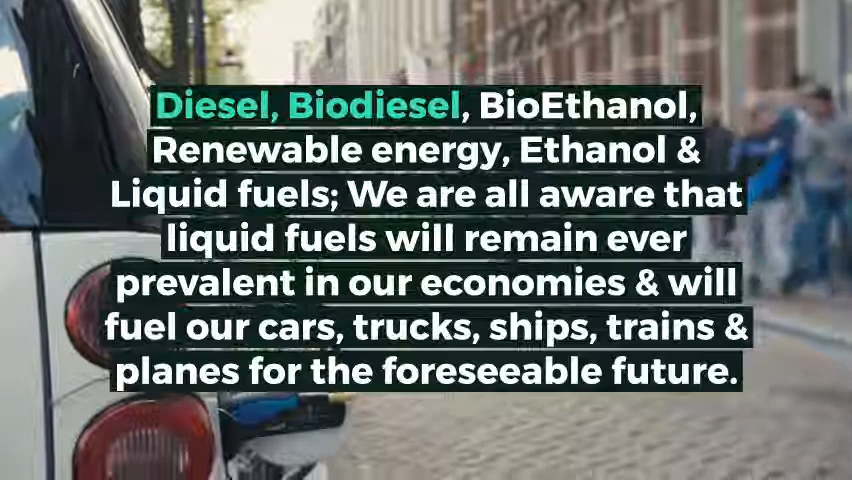 Diesel, Biodiesel, BioEthanol,
Renewable energy, Ethanol &
Liquid fuels; We are all aware that
liquid fuels will remain ever
prevalent in our economies & will
fuel our cars, trucks, ships, trains &
planes for the foreseeable future.